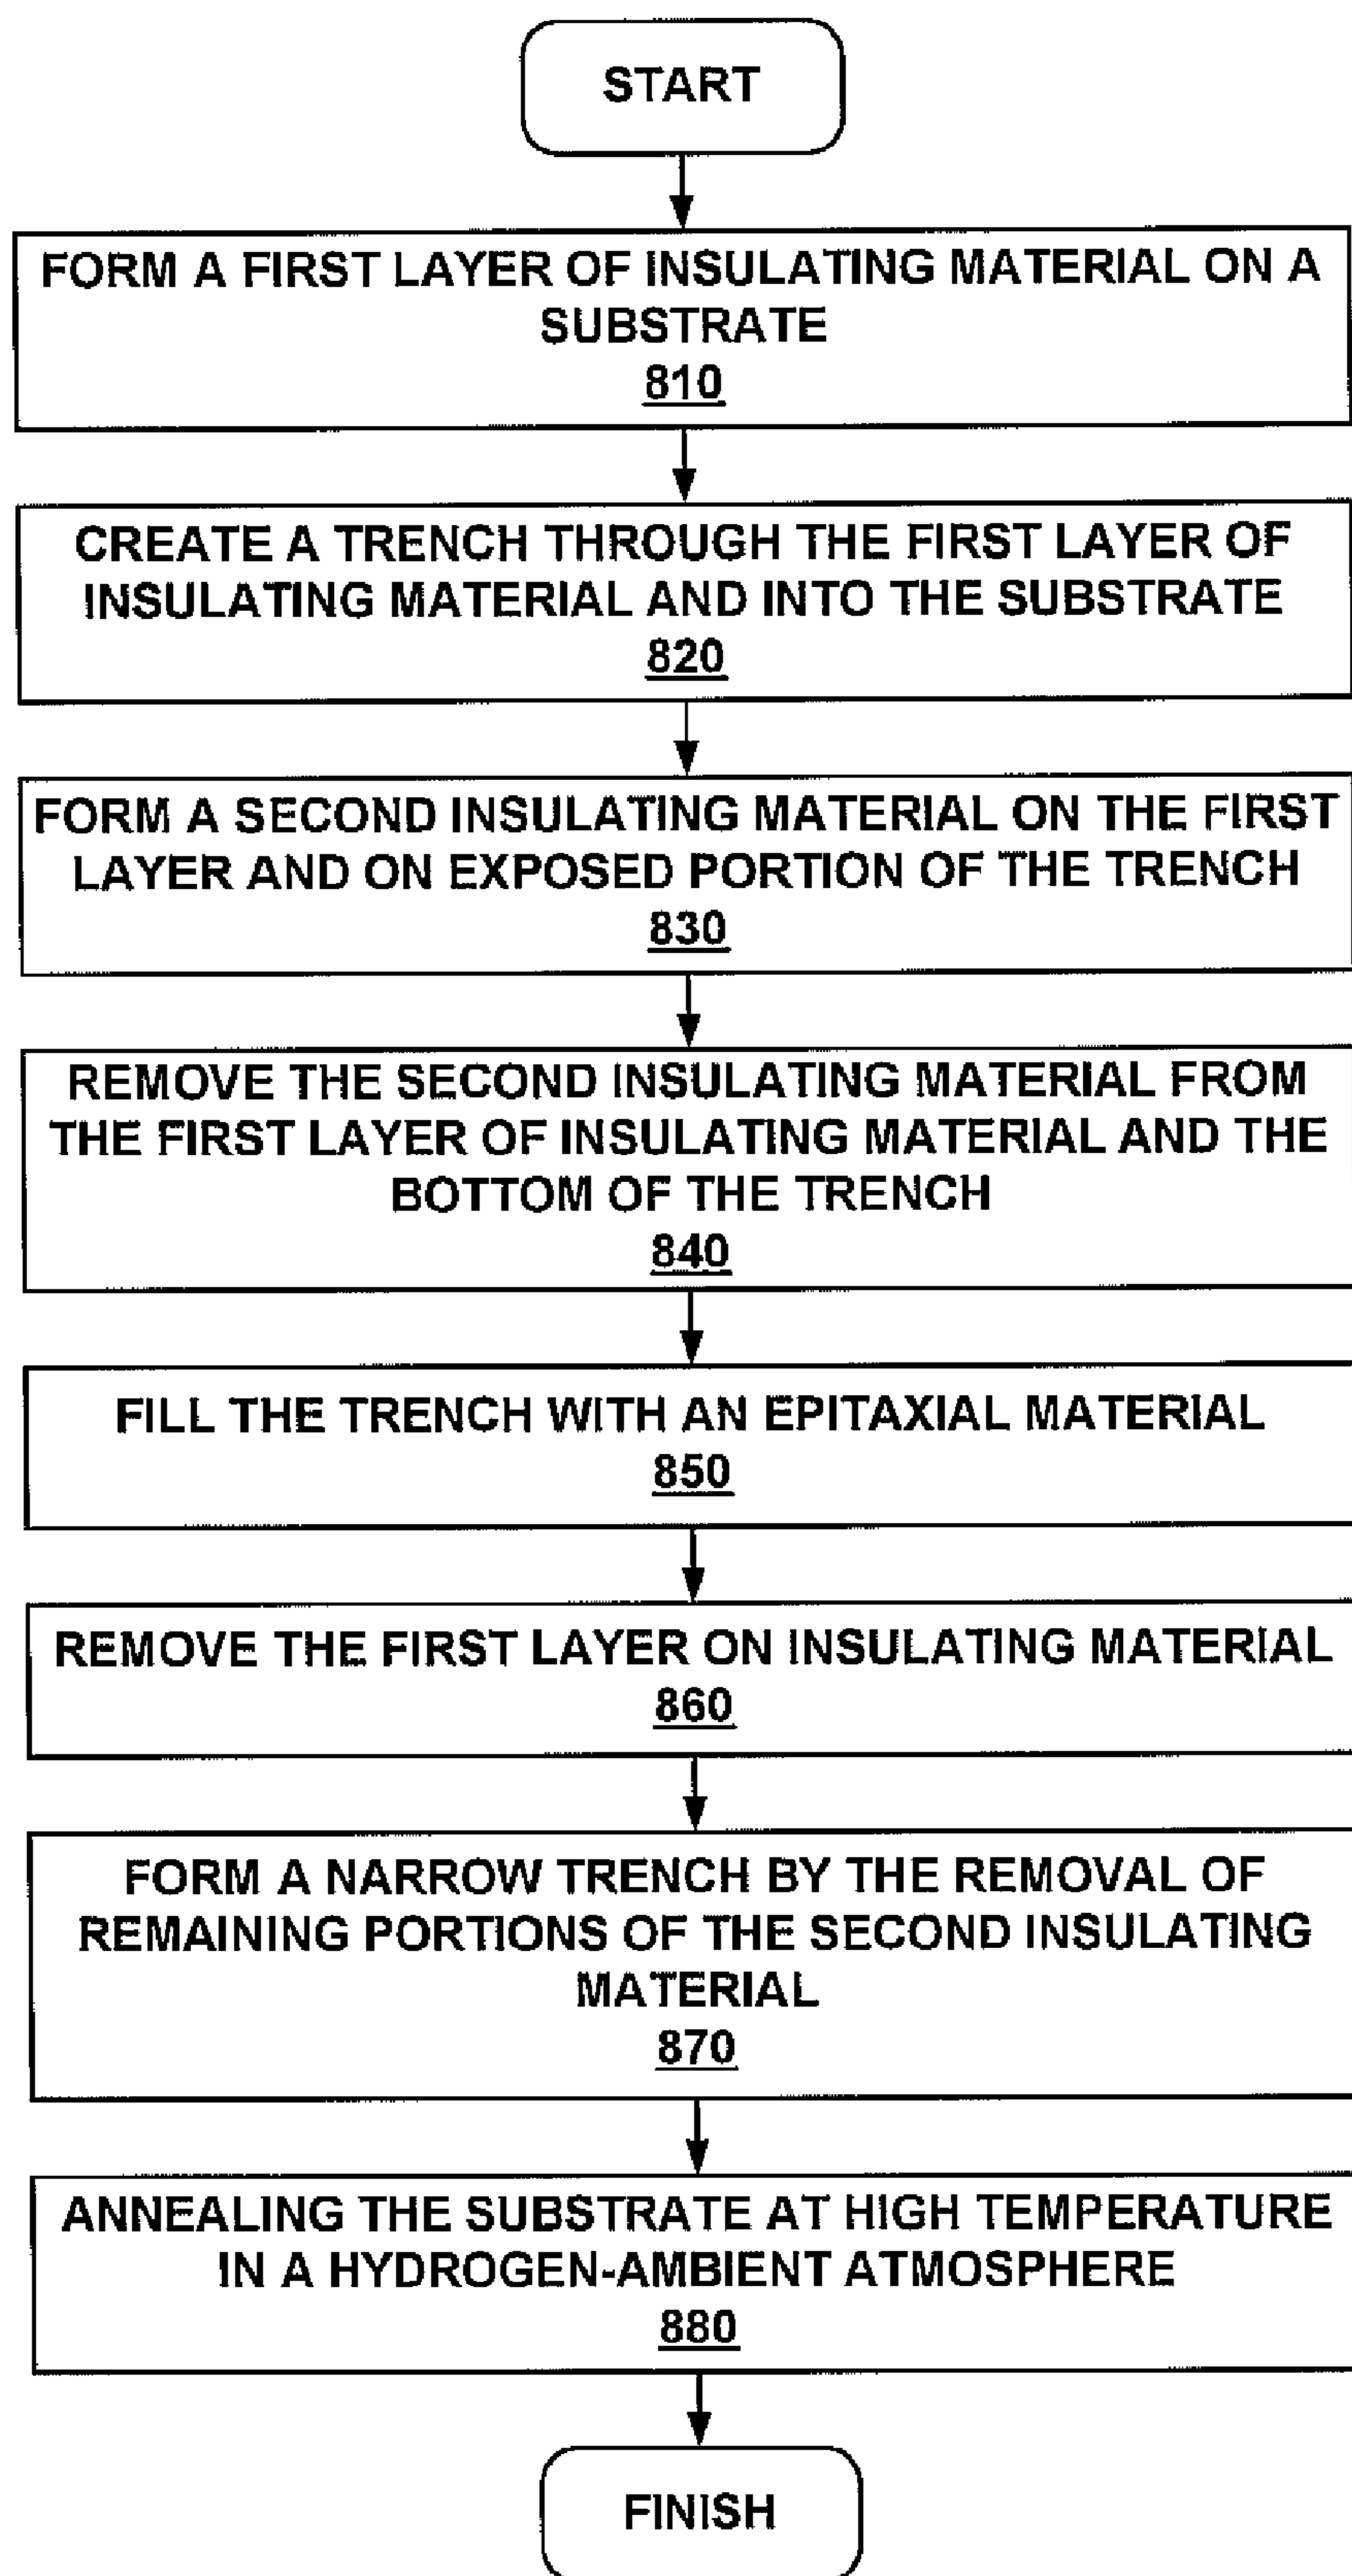 START
FORM A FIRST LAYER OF INSULATING MATERIAL ON A
SUBSTRATE
810
CREATE A TRENCH THROUGH THE FIRST LAYER OF
INSULATING MATERIAL AND INTO THE SUBSTRATE
820
FORM A SECOND INSULATING MATERIAL ON THE FIRST
LAYER AND ON EXPOSED PORTION OF THE TRENCH
830
REMOVE THE SECOND INSULATING MATERIAL FROM
THE FIRST LAYER OF INSULATING MATERIAL AND THE
BOTTOM OF THE TRENCH
840
FILL THE TRENCH WITH AN EPITAXIAL MATERIAL
850
REMOVE THE FIRST LAYER ON INSULATING MATERIAL
860
FORM A NARROW TRENCH BY THE REMOVAL OF
REMAINING PORTIONS OF THE SECOND INSULATING
MATERIAL
870
ANNEALING THE SUBSTRATE AT HIGH TEMPERATURE
IN A HYDROGEN-AMBIENT ATMOSPHERE
880
FINISH